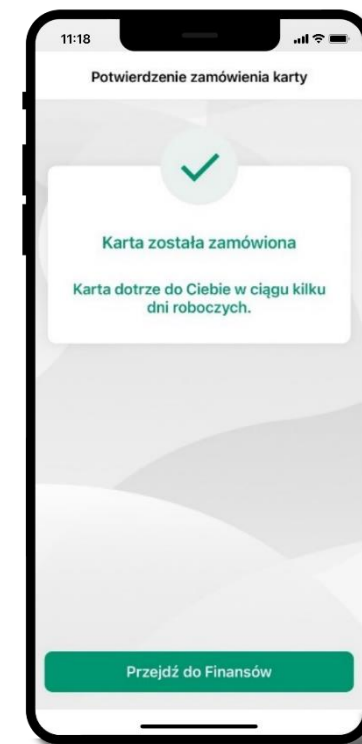 11:18
Potwierdzenie zamówienia karty
Karta została zamówiona
Karta dotrze do Ciebie w ciągu kilku
dni roboczych.
Przejdź do Finansów